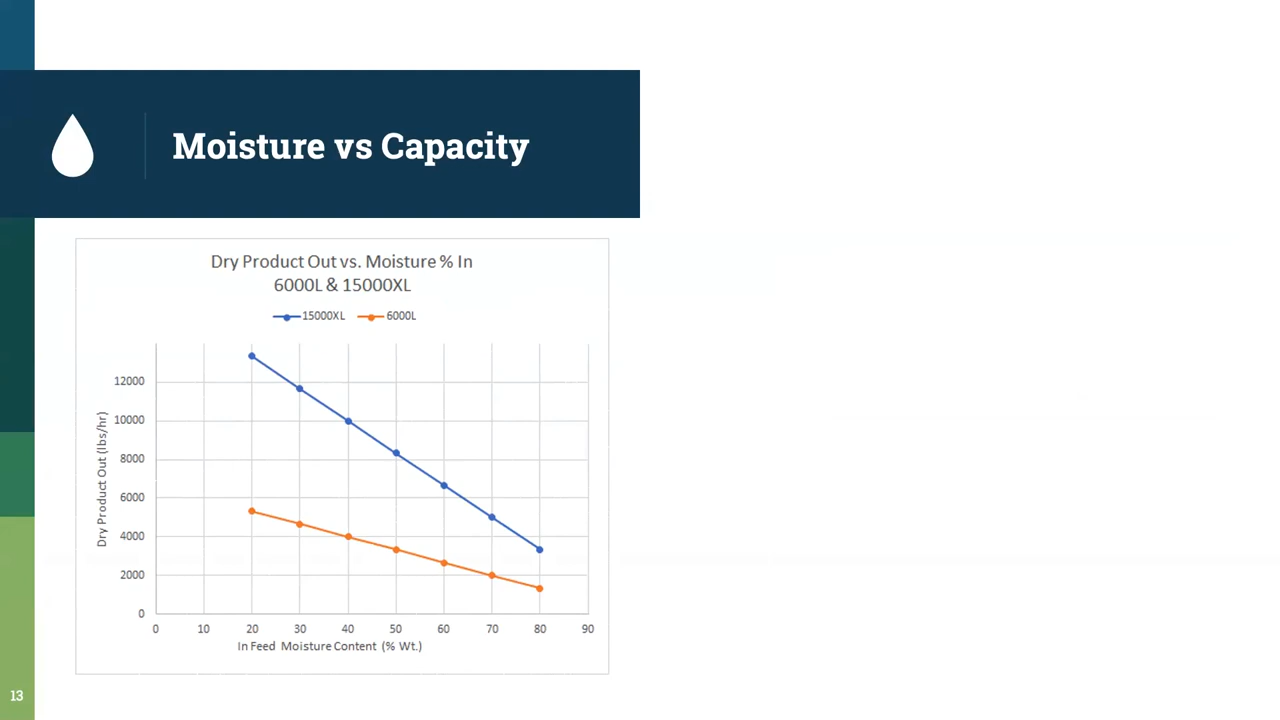 Moisture vs Capacity
Dry Product Out vs. Moisture % In
6000L & 15000XL
15000XL 6000L
Dry Product Out (lbs/hr)
12000
10000
8000
6000
4000
2000
0
0 10 20 30 40 50 60 70 80 90
In Feed Moisture Content (% Wt.)
13